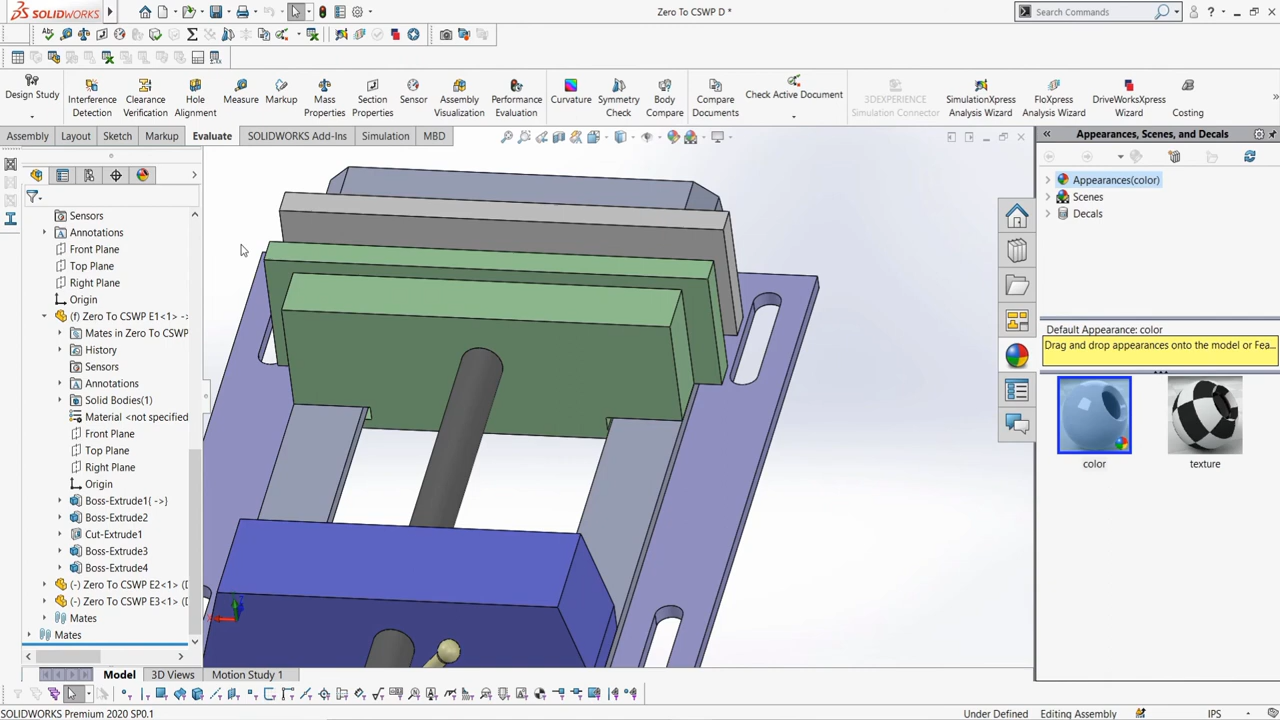 SOLIDWORKS
Zero To CSWP D *
Search Commands
Design Study
Interference Detection
Clearance Verification
Hole Alignment
Measure
Markup
Mass Properties
Section Properties
Sensor
Assembly Visualization
Performance Evaluation
Curvature
Symmetry Check
Body Compare
Compare Documents
Check Active Document
3DEXPERIENCE Simulation Connector
SimulationXpress Analysis Wizard
FloXpress Analysis Wizard
DriveWorksXpress Wizard
Costing
Assembly Layout Sketch Markup Evaluate SOLIDWORKS Add-Ins Simulation MBD
Appearances, Scenes, and Decals
Sensors
Annotations
Front Plane
Top Plane
Right Plane
Origin
(f) Zero To CSWP E1<1> ->
Mates in Zero To CSWP
History
Sensors
Annotations
Solid Bodies(1)
Material <not specified
Front Plane
Top Plane
Right Plane
Origin
Boss-Extrude1{ ->}
Boss-Extrude2
Cut-Extrude1
Boss-Extrude3
Boss-Extrude4
(-) Zero To CSWP E2<1> (D
(-) Zero To CSWP E3<1> (D
Mates
Mates
Appearances(color)
Scenes
Decals
Default Appearance: color
Drag and drop appearances onto the model or Fea...
color
texture
Model 3D Views Motion Study 1
SOLIDWORKS Premium 2020 SP0.1
Under Defined Editing Assembly IPS